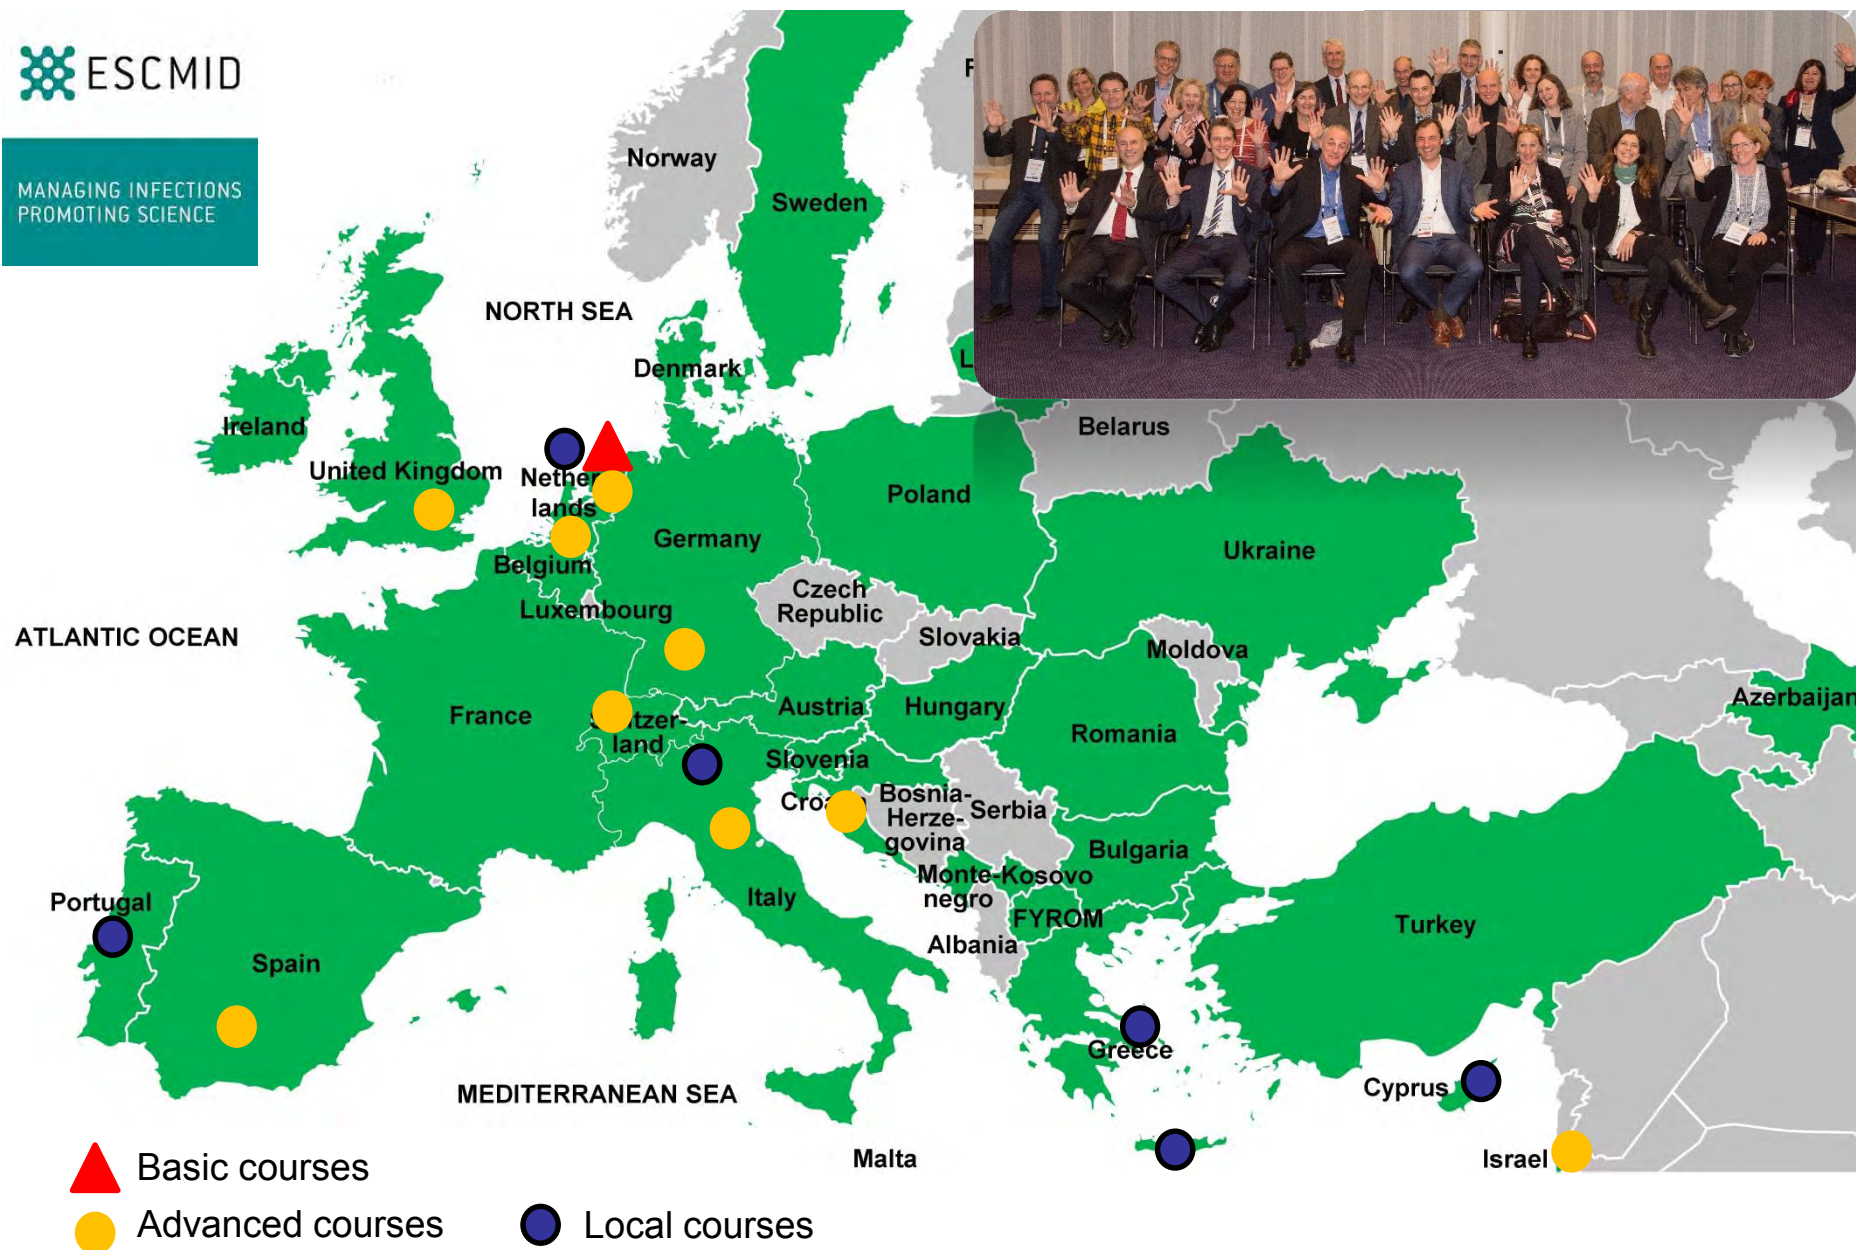 ESCMID
MANAGING INFECTIONS
PROMOTING SCIENCE
Norway
Sweden
NORTH SEA
Denmark
L
Ireland
United Kingdom
Nether
lands
Belgium
Luxembourg
Germany
Poland
Belarus
Ukraine
Czech
Republic
Slovakia
Moldova
ATLANTIC OCEAN
France
land
Austria
Hungary
Romania
Azerbaijan
Slovenia
Bosnia-
Herze-
govina
Serbia
Bulgaria
Monte-
negro
Kosovo
FYROM
Albania
Italy
Portugal
Spain
Turkey
Greece
Cyprus
MEDITERRANEAN SEA
Malta
Israel
Basic courses
Advanced courses
Local courses